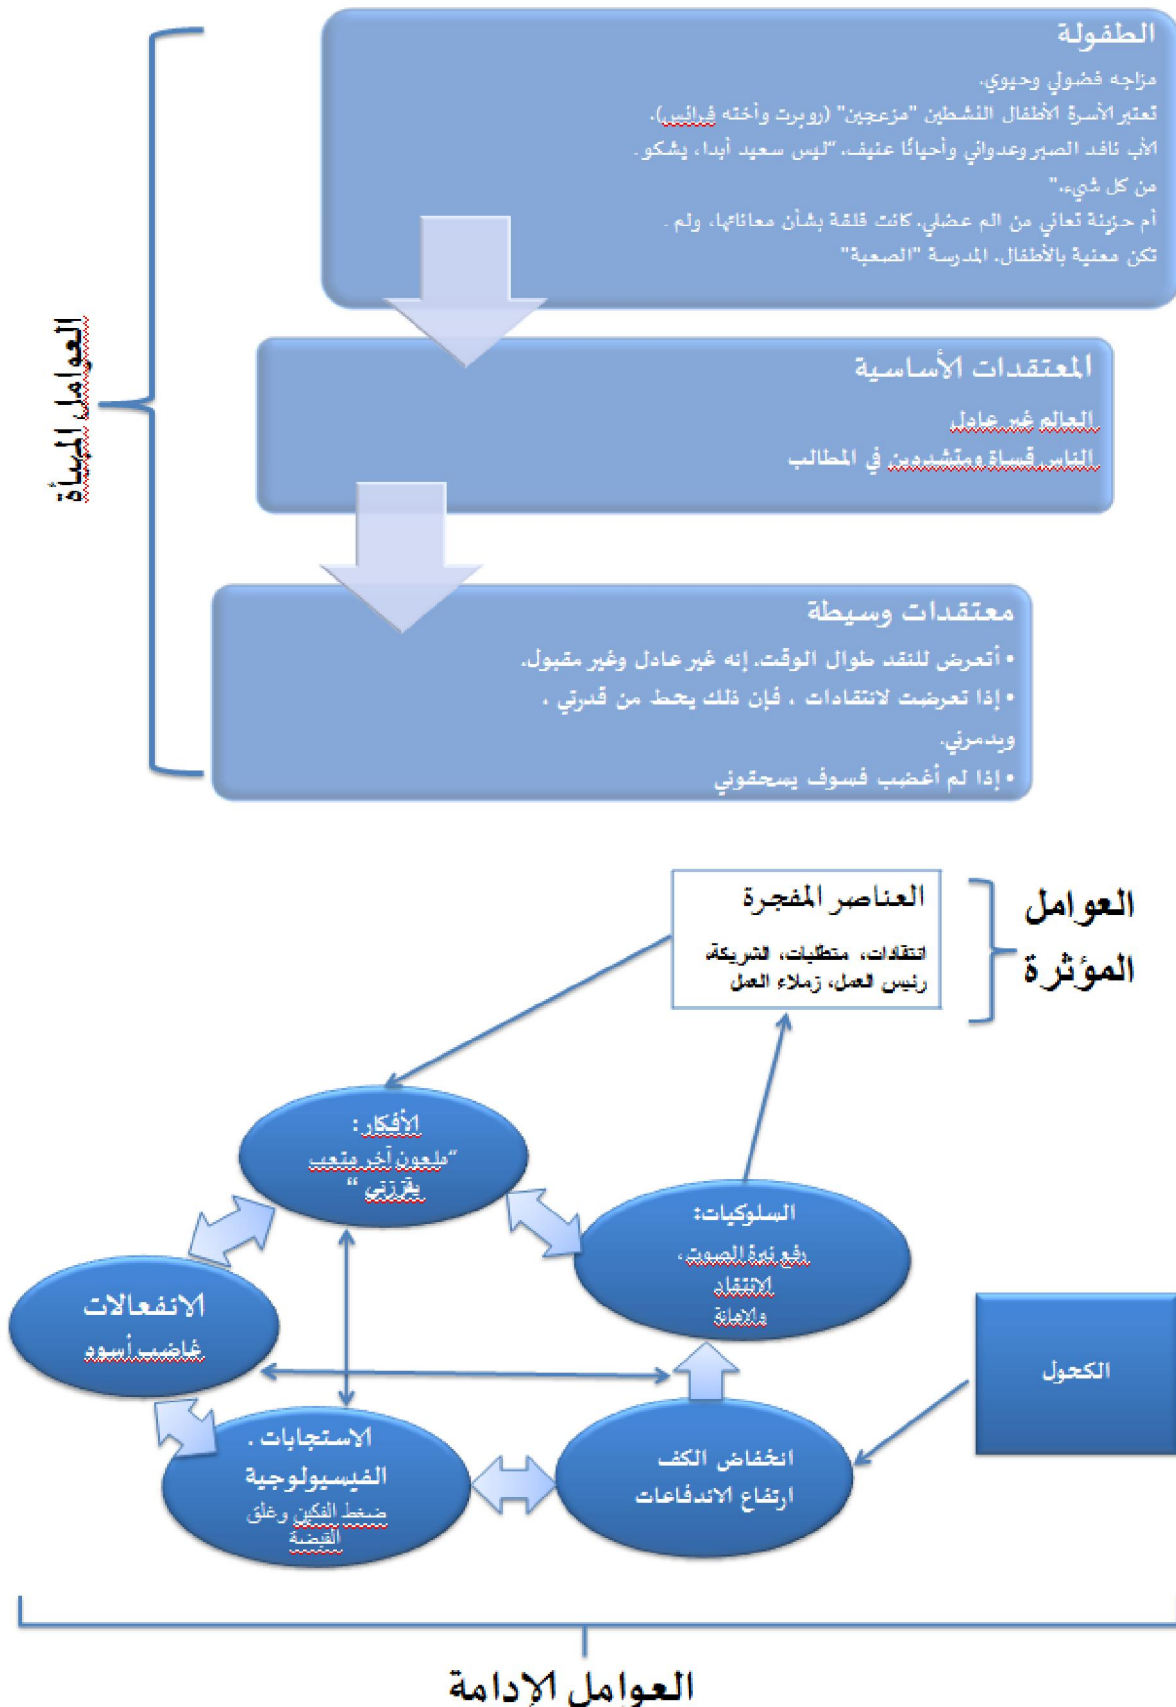 الطفولة
مزاجه فضولي وحيوي.
تعتبر الأسرة الأطفال النشطين "مزعجين" (روبرت وأخته فرانس).
الأب نافد الصبر وعدواني وأحيانًا عنيف. "ليس سعيد أبدا، يشكو .
من كل شيء."
أم حزينة تعاني من الم عضلي. كانت قلقة بشأن معاناتها، ولم .
تكن معنية بالأطفال. المدرسة "الصعبة"
العوامل المهيأة
المعتقدات الأساسية
العالم غير عادل
الناس قساة ومتشددين في المطالب
معتقدات وسيطة
• أتعرض للنقد طوال الوقت. إنه غير عادل وغير مقبول.
• إذا تعرضت لانتقادات ، فإن ذلك يحط من قدرتي ،
ويدمرني.
• إذا لم أغضب فسوف يسحقوني
العوامل
المؤثرة
العناصر المفجرة
انتقادات، متطلبات، الشريكة،
رئيس العمل، زملاء العمل
الأفكار :
"ملعون آخر متعب
يقززني "
السلوكيات:
رفع نبرة الصوت ،
الانتقاد
والاهانة
الانفعالات
غاضب أسود
الكحول
الاستجابات .
الفيسيولوجية
ضغط الفكين وغلق
القبضة
انخفاض الكف
ارتفاع الاندفاعات
العوامل الإدامة